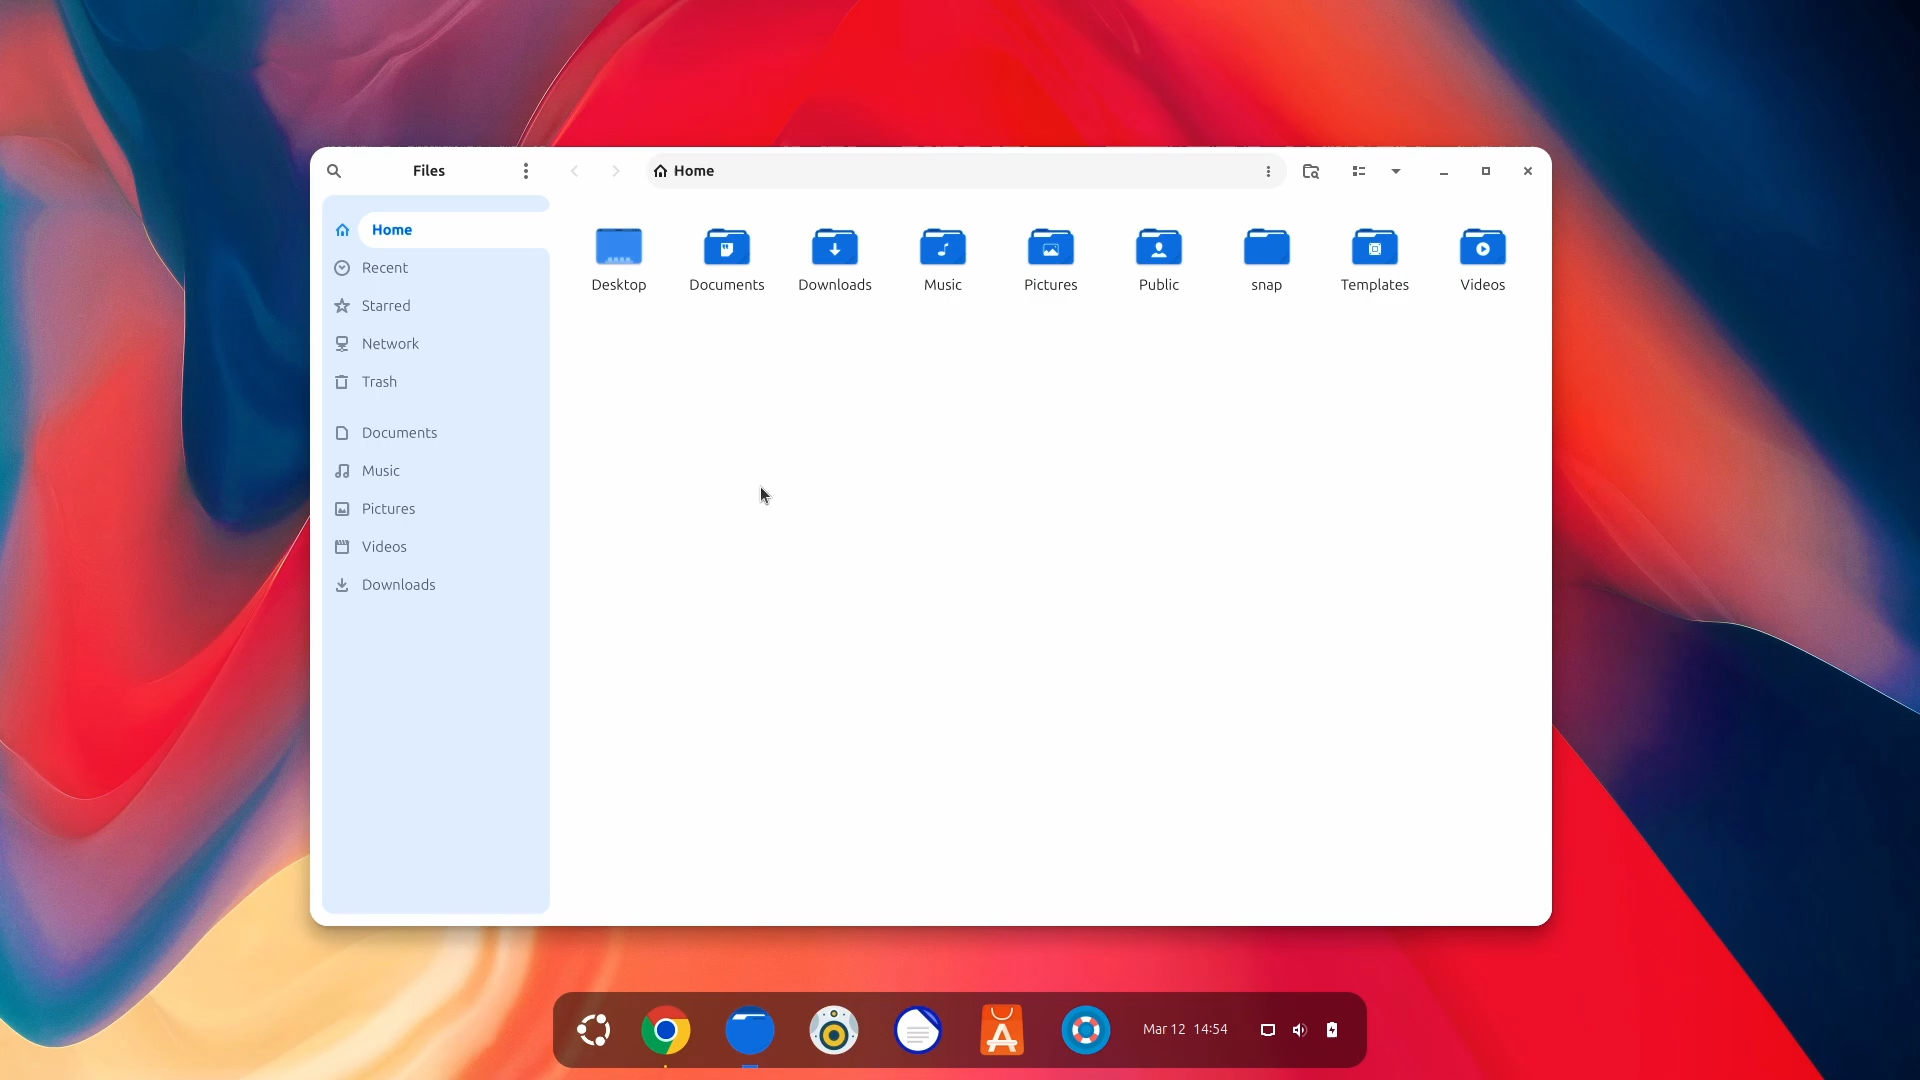 Files
Home
Home
Recent
Starred
Network
Trash
Documents
Music
Pictures
Videos
Downloads
Desktop
Documents
Downloads
Music
Pictures
Public
snap
Templates
Videos
Mar 12 14:54